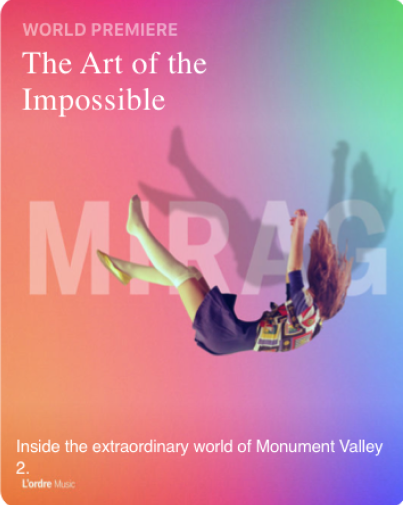 WORLD PREMIERE
The Art of the
Impossible
MIRAG
Inside the extraordinary world of Monument Valley
2.
L'ordre Music